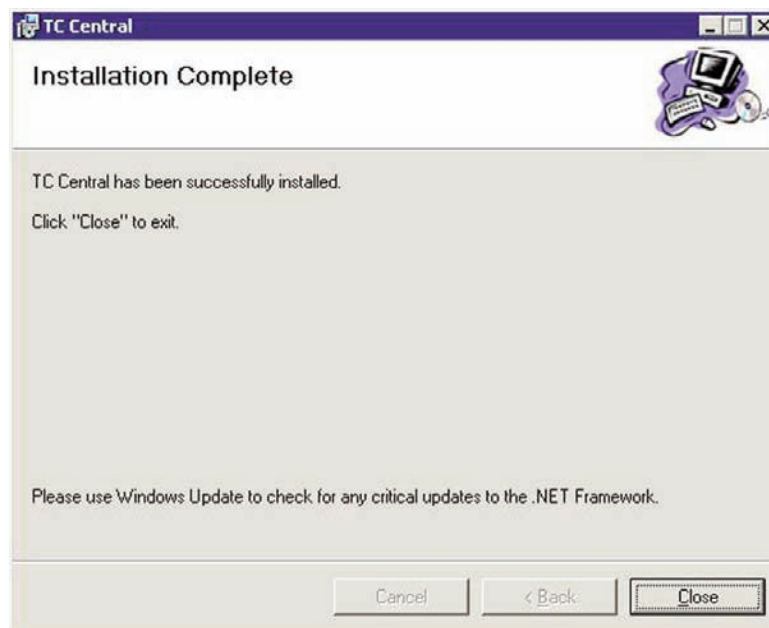 TC Central
Installation Complete
TC Central has been successfully installed.
Click "Close" to exit.
Please use Windows Update to check for any critical updates to the .NET Framework.
Cancel
< Back
Close